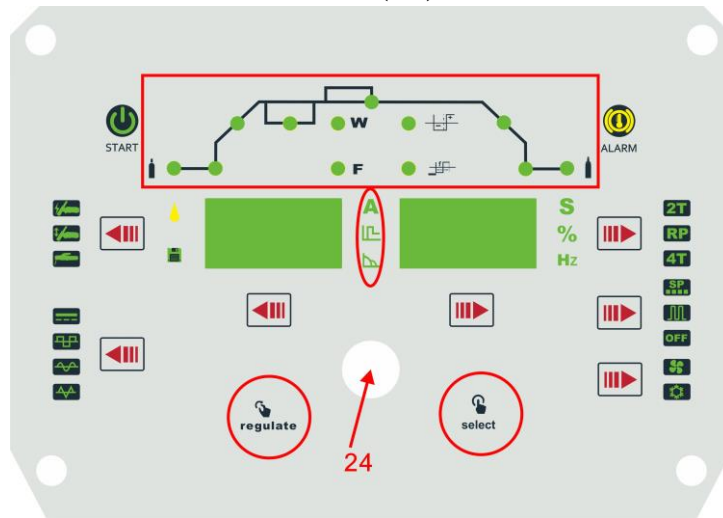 START
W
F
ALARM
A
S
%
Hz
2T
RP
4T
SP
OFF
regulate
select
24